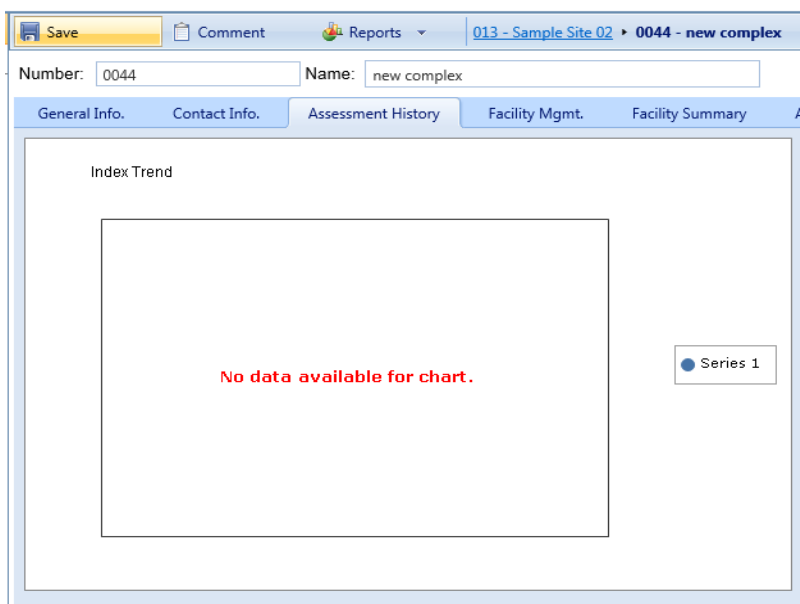 Save Comment Reports 013 - Sample Site 02 ‣ 0044 - new complex
Number: 0044 Name: new complex
General Info. Contact Info. Assessment History Facility Mgmt. Facility Summary
Index Trend
No data available for chart.
Series 1